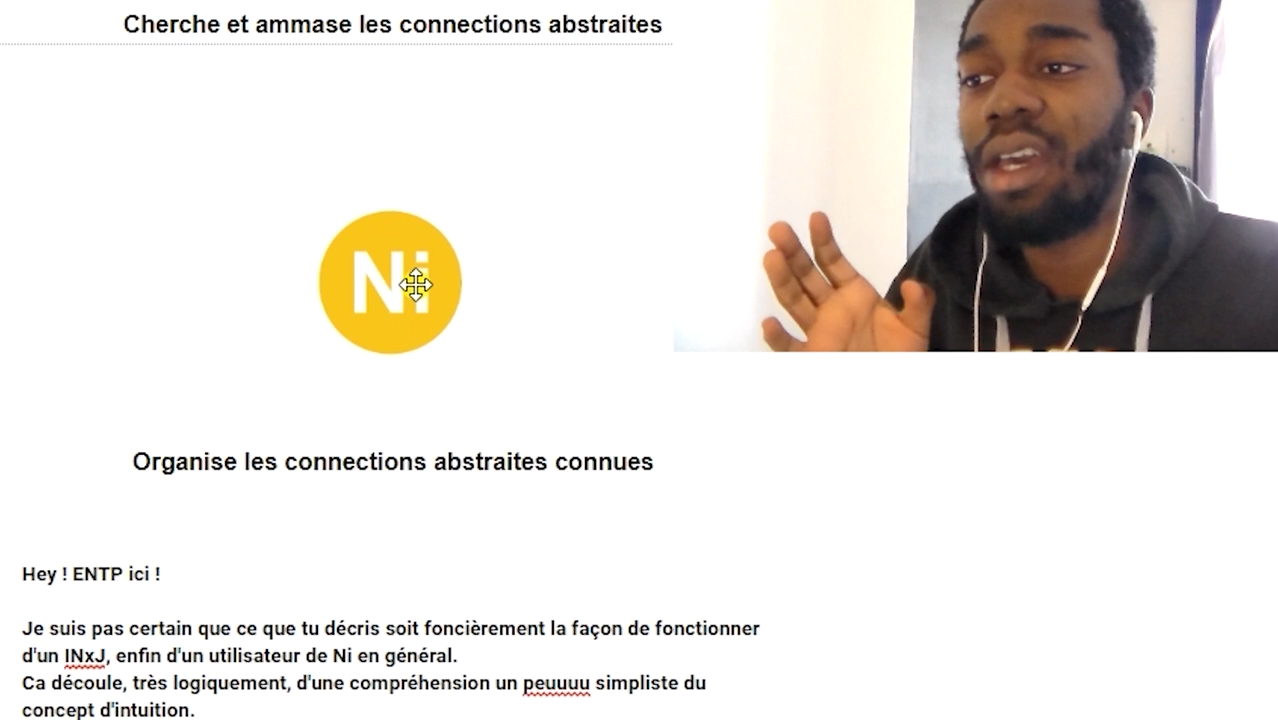 Cherche et ammase les connections abstraites
Ni
Organise les connections abstraites connues
Hey ! ENTP ici !
Je suis pas certain que ce que tu décris soit foncièrement la façon de fonctionner
d'un INxJ, enfin d'un utilisateur de Ni en général.
Ca découle, très logiquement, d'une compréhension un peuuuu simpliste du
concept d'intuition.